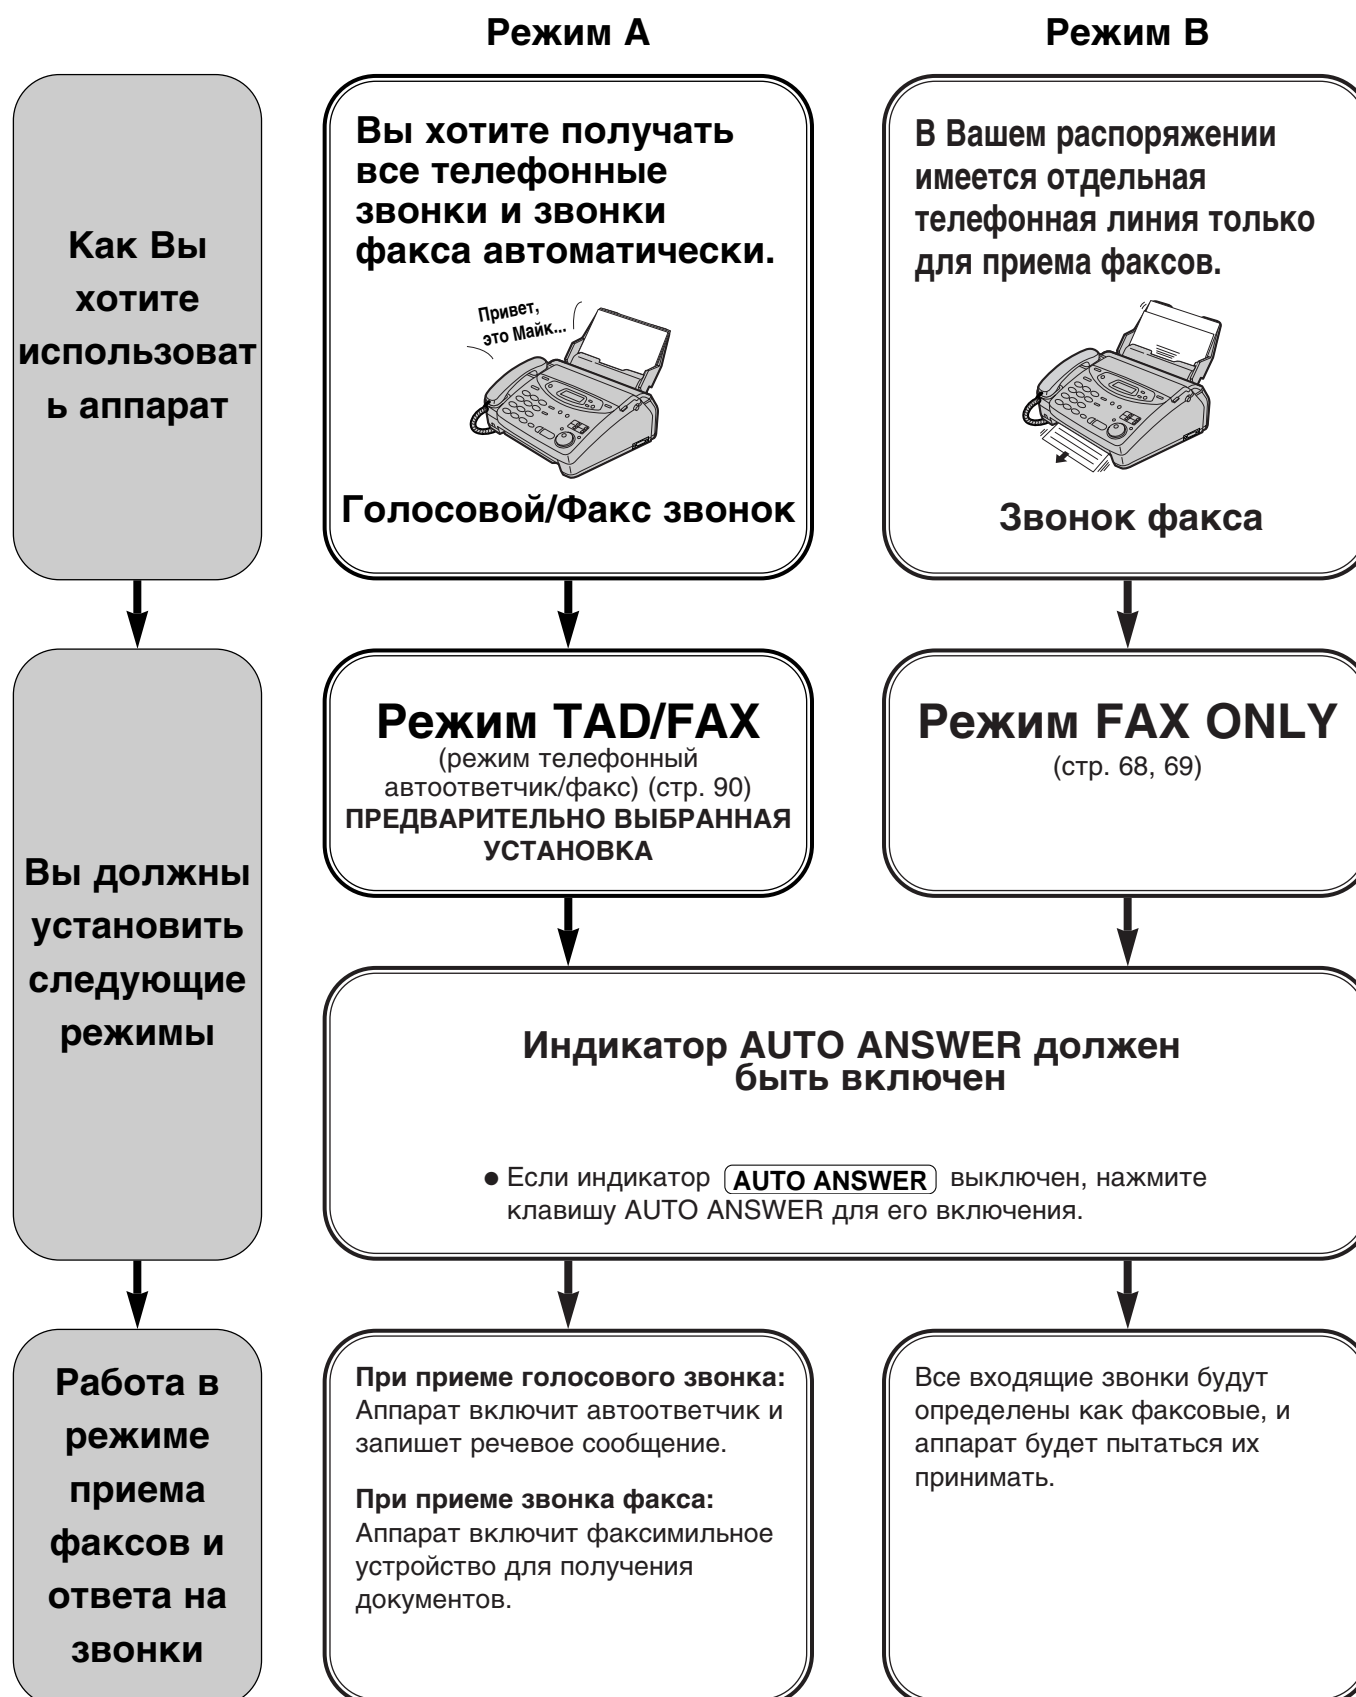 Режим A
Режим B
Как Вы
хотите
использоват
ь аппарат
Вы хотите получать
все телефонные
звонки и звонки
факса автоматически.
Привет,
это Майк...
Голосовой/Факс звонок
В Вашем распоряжении
имеется отдельная
телефонная линия только
для приема факсов.
Звонок факса
Вы должны
установить
следующие
режимы
Режим TAD/FAX
(режим телефонный
автоответчик/факс) (стр. 90)
ПРЕДВАРИТЕЛЬНО ВЫБРАННАЯ
УСТАНОВКА
Режим FAX ONLY
(стр. 68, 69)
Индикатор AUTO ANSWER должен
быть включен
● Если индикатор AUTO ANSWER выключен, нажмите
клавишу AUTO ANSWER для его включения.
Работа в
режиме
приема
факсов и
ответа на
звонки
При приеме голосового звонка:
Аппарат включит автоответчик и
запишет речевое сообщение.
При приеме звонка факса:
Аппарат включит факсимильное
устройство для получения
документов.
Все входящие звонки будут
определены как факсовые, и
аппарат будет пытаться их
принимать.